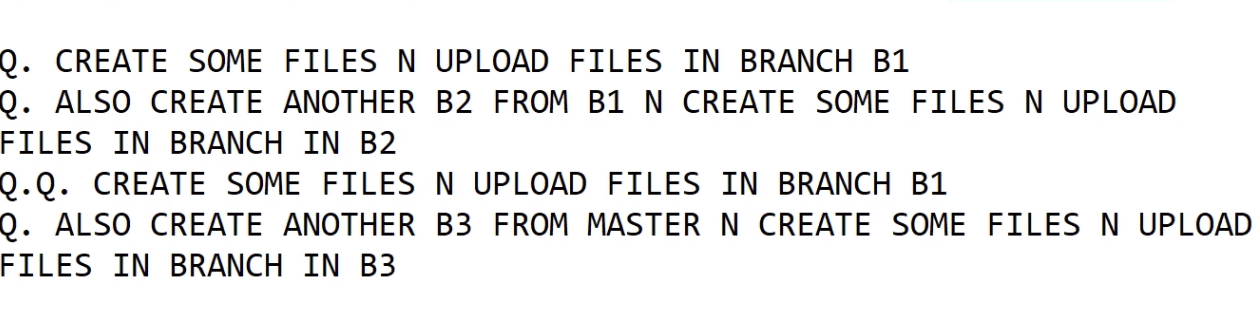 Q. CREATE SOME FILES N UPLOAD FILES IN BRANCH B1
Q. ALSO CREATE ANOTHER B2 FROM B1 N CREATE SOME FILES N UPLOAD
FILES IN BRANCH IN B2
Q.Q. CREATE SOME FILES N UPLOAD FILES IN BRANCH B1
Q. ALSO CREATE ANOTHER B3 FROM MASTER N CREATE SOME FILES N UPLOAD
FILES IN BRANCH IN B3